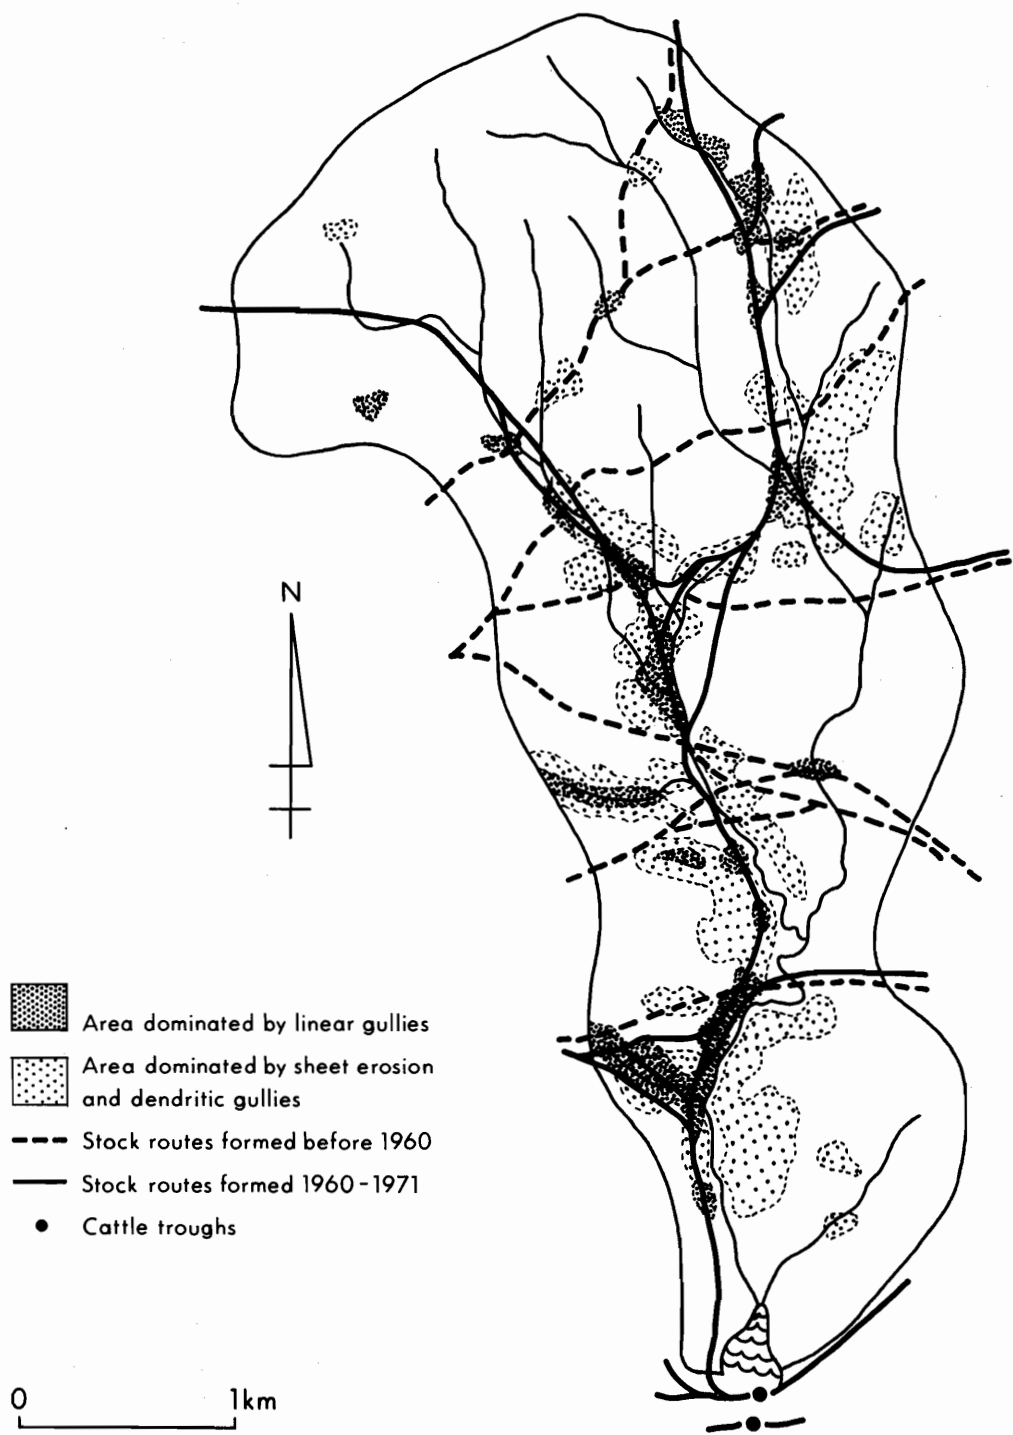 N
Area dominated by linear gullies
Area dominated by sheet erosion
and dendritic gullies
Stock routes formed before 1960
Stock routes formed 1960-1971
Cattle troughs
0 1km